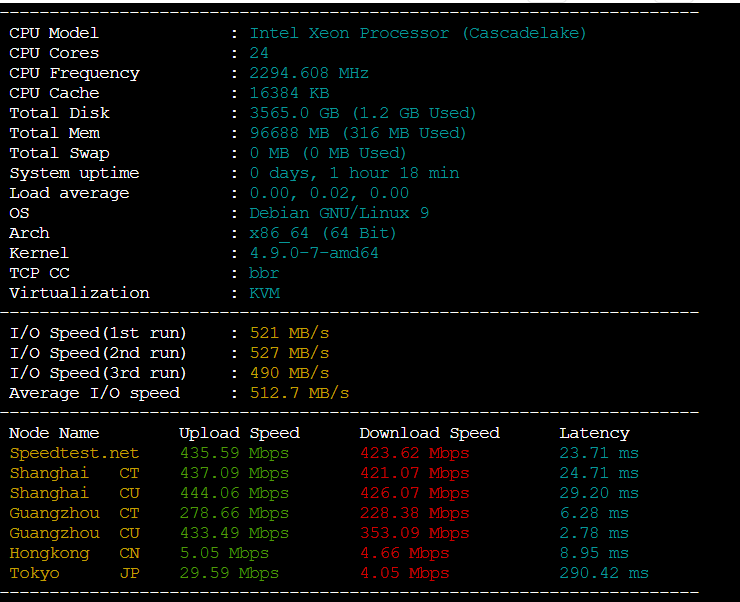 CPU Model : Intel Xeon Processor (Cascadelake)
CPU Cores : 24
CPU Frequency : 2294.608 MHz
CPU Cache : 16384 KB
Total Disk : 3565.0 GB (1.2 GB Used)
Total Mem : 96688 MB (316 MB Used)
Total Swap : 0 MB (0 MB Used)
System uptime : 0 days, 1 hour 18 min
Load average : 0.00, 0.02, 0.00
OS : Debian GNU/Linux 9
Arch : x86_64 (64 Bit)
Kernel : 4.9.0-7-amd64
TCP CC : bbr
Virtualization : KVM
I/O Speed(1st run) : 521 MB/s
I/O Speed(2nd run) : 527 MB/s
I/O Speed(3rd run) : 490 MB/s
Average I/O speed : 512.7 MB/s
Node Name Upload Speed Download Speed Latency
Speedtest.net 435.59 Mbps 423.62 Mbps 23.71 ms
Shanghai CT 437.09 Mbps 421.07 Mbps 24.71 ms
Shanghai CU 444.06 Mbps 426.07 Mbps 29.20 ms
Guangzhou CT 278.66 Mbps 228.38 Mbps 6.28 ms
Guangzhou CU 433.49 Mbps 353.09 Mbps 2.78 ms
Hongkong CN 5.05 Mbps 4.66 Mbps 8.95 ms
Tokyo JP 29.59 Mbps 4.05 Mbps 290.42 ms